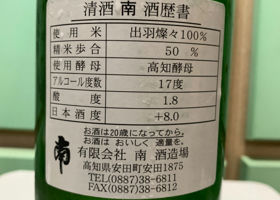 清酒 南 酒歴書
使用米 出羽燦々100%
精米歩合 50 %
使用酵母 高知酵母
アルコール度数 17度
酸度 1.8
日本酒度 +8.0
お酒は20歳になってから。
お酒はおいしく適量を。
南 有限会社 南 酒造場
高知県安田町安田1875
TEL(0887)38-6811
FAX(0887)38-6812